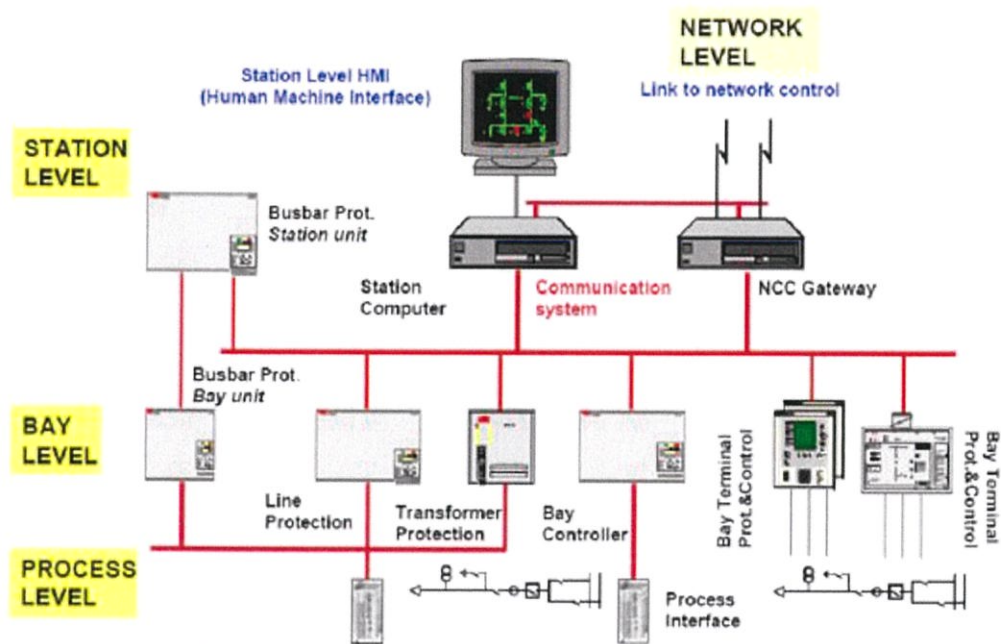 NETWORK
LEVEL
Link to network control
Station Level HMI
(Human Machine Interface)
STATION
LEVEL
Busbar Prot.
Station unit
Station
Computer
Communication
system
NCC Gateway
Busbar Prot.
Bay unit
BAY
LEVEL
Line
Protection
Transformer
Protection
Bay
Controller
Bay Terminal
Prot.&Control
Bay Terminal
Prot.&Control
PROCESS
LEVEL
Process
Interface